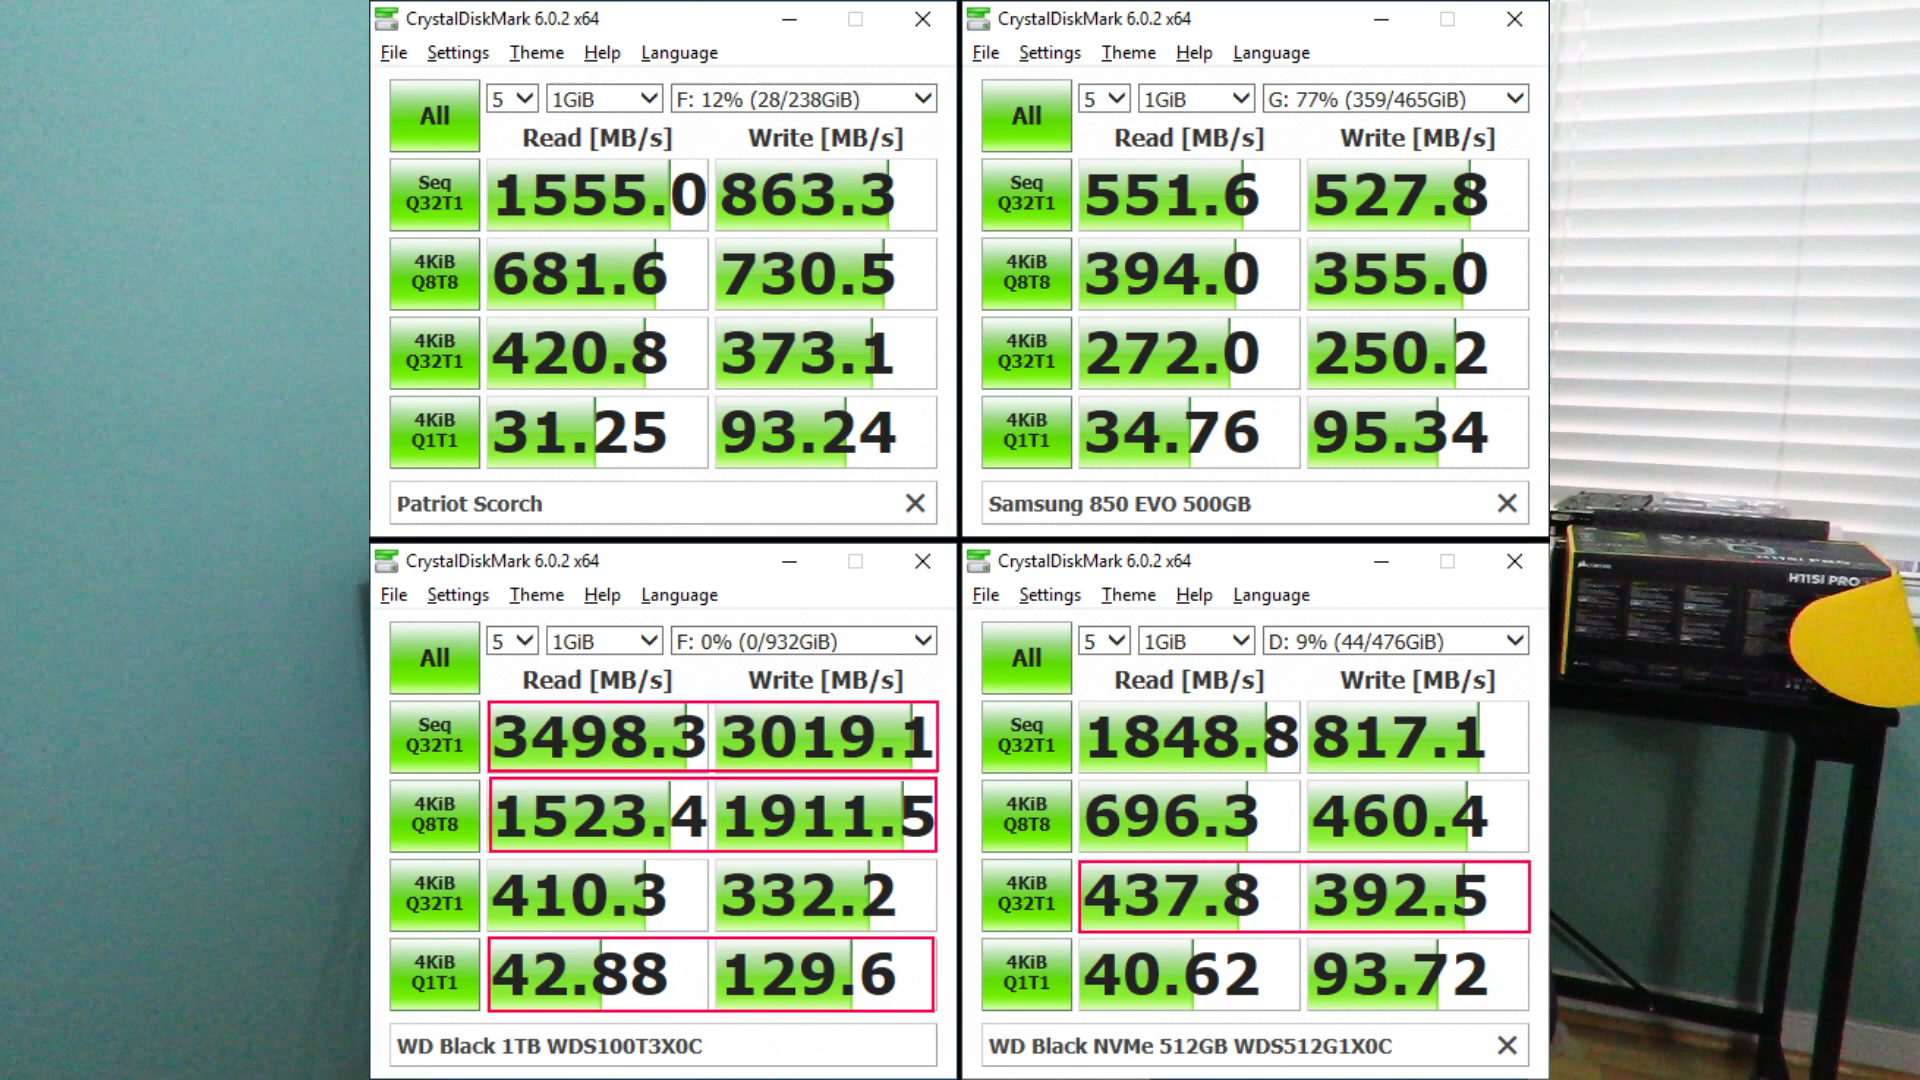 CrystalDiskMark 6.0.2 x64
File Settings Theme Help Language
All 5 1GiB F: 12% (28/238GiB)
Read [MB/s] Write [MB/s]
Seq Q32T1 1555.0 863.3
4KiB Q8T8 681.6 730.5
4KiB Q32T1 420.8 373.1
4KiB Q1T1 31.25 93.24
Patriot Scorch
CrystalDiskMark 6.0.2 x64
File Settings Theme Help Language
All 5 1GiB G: 77% (359/465GiB)
Read [MB/s] Write [MB/s]
Seq Q32T1 551.6 527.8
4KiB Q8T8 394.0 355.0
4KiB Q32T1 272.0 250.2
4KiB Q1T1 34.76 95.34
Samsung 850 EVO 500GB
CrystalDiskMark 6.0.2 x64
File Settings Theme Help Language
All 5 1GiB F: 0% (0/932GiB)
Read [MB/s] Write [MB/s]
Seq Q32T1 3498.3 3019.1
4KiB Q8T8 1523.4 1911.5
4KiB Q32T1 410.3 332.2
4KiB Q1T1 42.88 129.6
WD Black 1TB WDS100T3X0C
CrystalDiskMark 6.0.2 x64
File Settings Theme Help Language
All 5 1GiB D: 9% (44/476GiB)
Read [MB/s] Write [MB/s]
Seq Q32T1 1848.8 817.1
4KiB Q8T8 696.3 460.4
4KiB Q32T1 437.8 392.5
4KiB Q1T1 40.62 93.72
WD Black NVMe 512GB WDS512G1X0C
H115i PRO